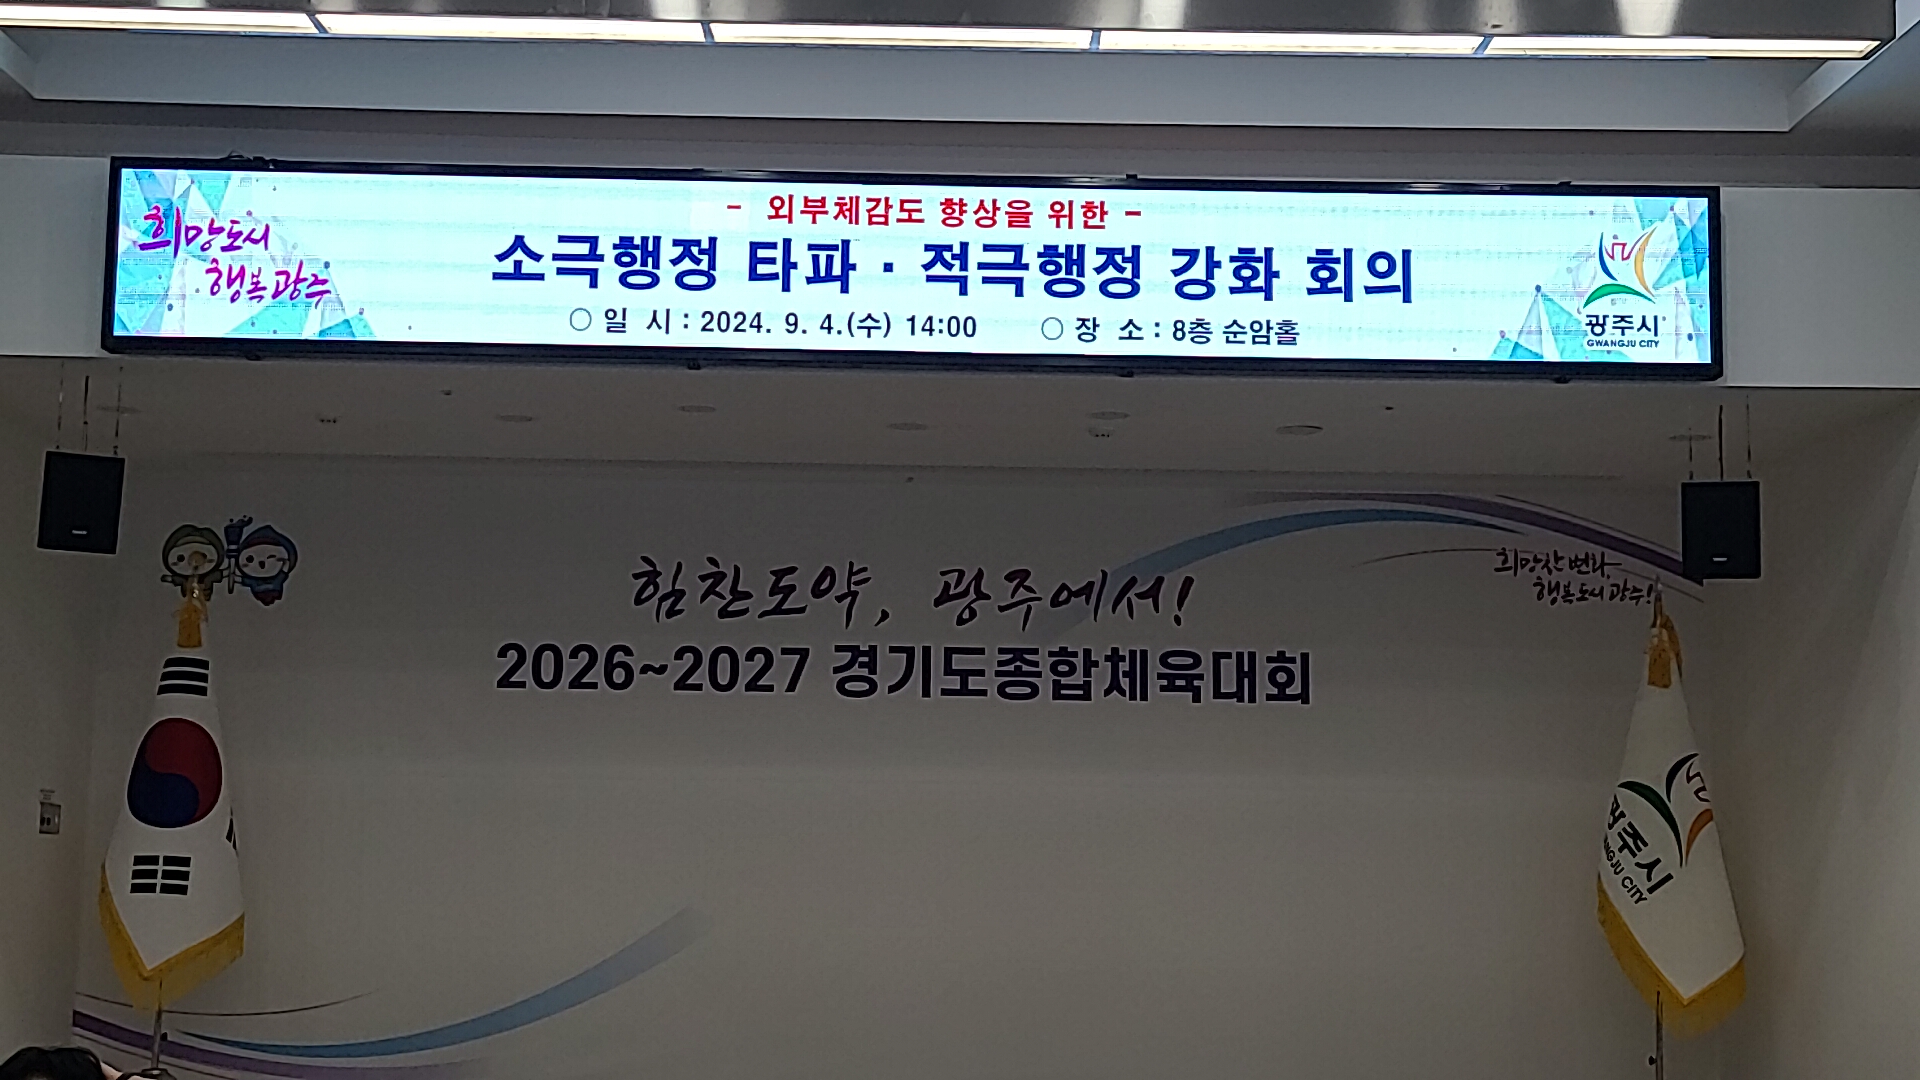 희망도시
행복광주
- 외부체감도 향상을 위한 -
소극행정 타파 · 적극행정 강화 회의
○ 일 시 : 2024. 9. 4.(수) 14:00 ○ 장 소 : 8층 순암홀
광주시
GWANGJU CITY
힘찬도약, 광주에서!
2026~2027 경기도종합체육대회
희망찬 변화,
행복도시 광주!
광주시
GWANGJU CITY